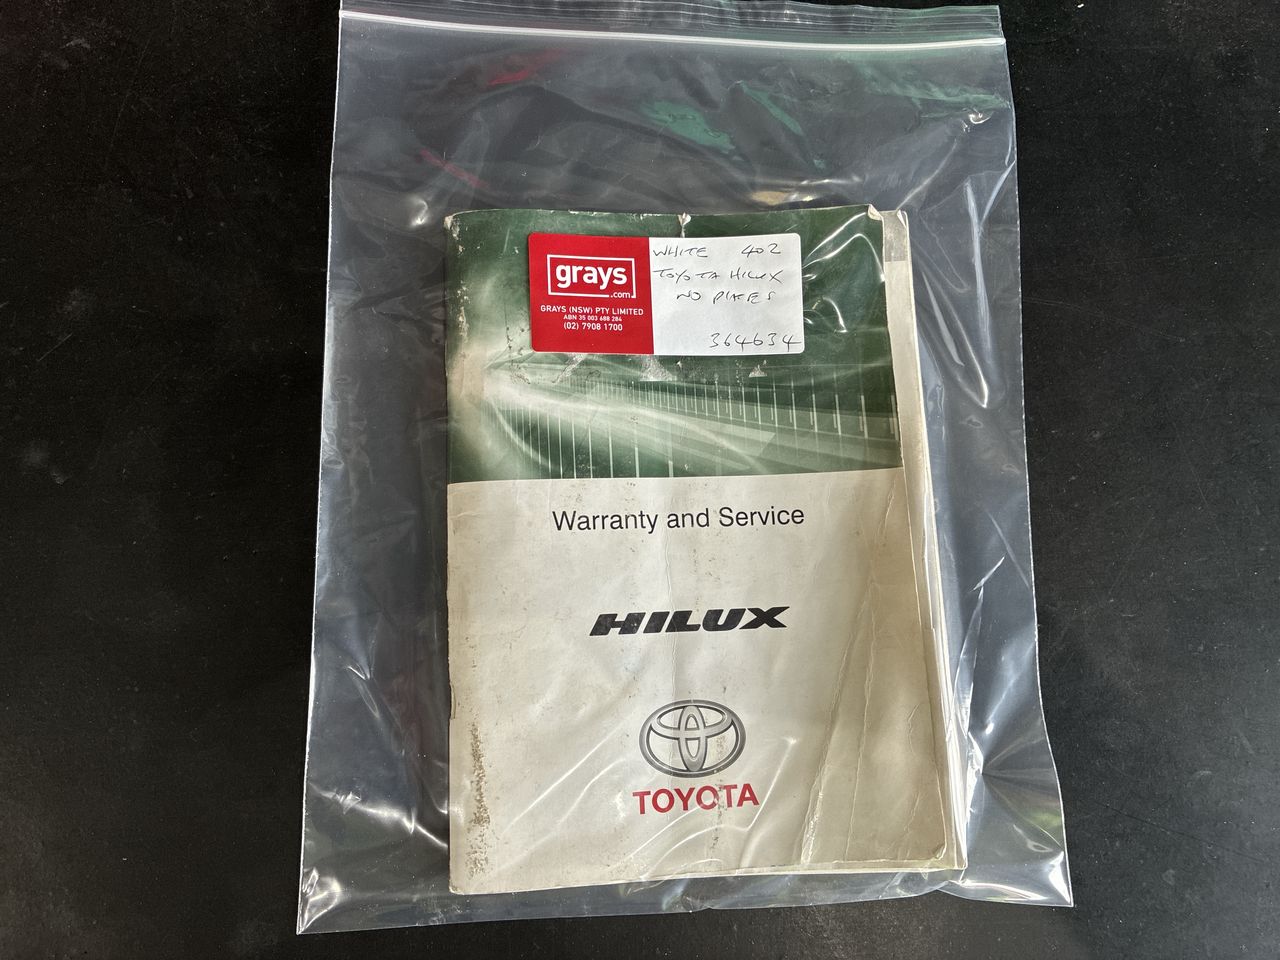 grays
.com
GRAYS (NSW) PTY LIMITED
ABN 35 003 688 284
(02) 7908 1700
WHITE 402
TOYOTA HILUX
NO PLATES
364634
Warranty and Service
HILUX
TOYOTA